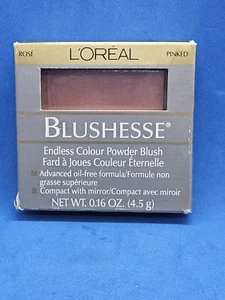 ROSÉ PINKED
L'ORÉAL
BLUSHESSE®
Endless Colour Powder Blush
Fard à Joues Couleur Éternelle
Advanced oil-free formula/Formule non
grasse supérieure
Compact with mirror/Compact avec miroir
NET WT. 0.16 OZ. (4.5 g)